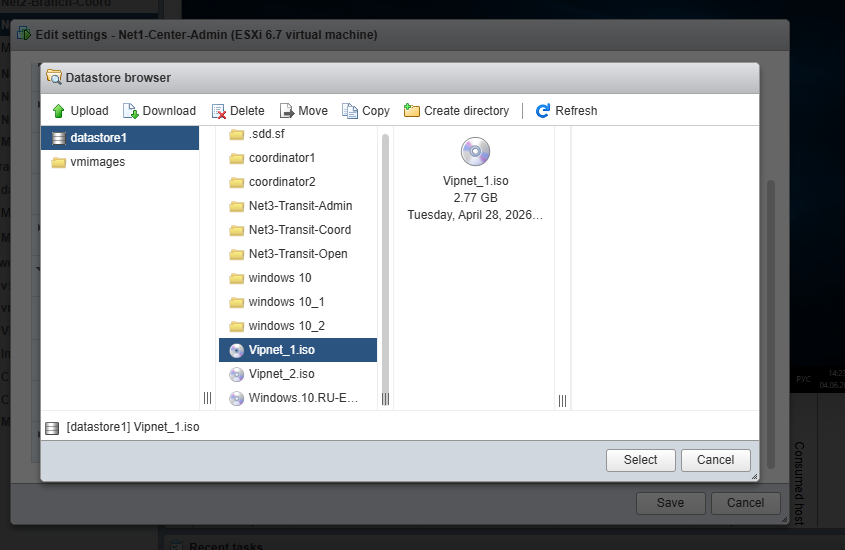 Net2-Branch-Coord
Edit settings - Net1-Center-Admin (ESXi 6.7 virtual machine)
Datastore browser
Upload Download Delete Move Copy Create directory Refresh
datastore1
vmimages
.sdd.sf
coordinator1
coordinator2
Net3-Transit-Admin
Net3-Transit-Coord
Net3-Transit-Open
windows 10
windows 10_1
windows 10_2
Vipnet_1.iso
Vipnet_2.iso
Windows.10.RU-E...
Vipnet_1.iso
2.77 GB
Tuesday, April 28, 2026...
[datastore1] Vipnet_1.iso
Select Cancel
Save Cancel
РУС
Consumed host
Recent tasks